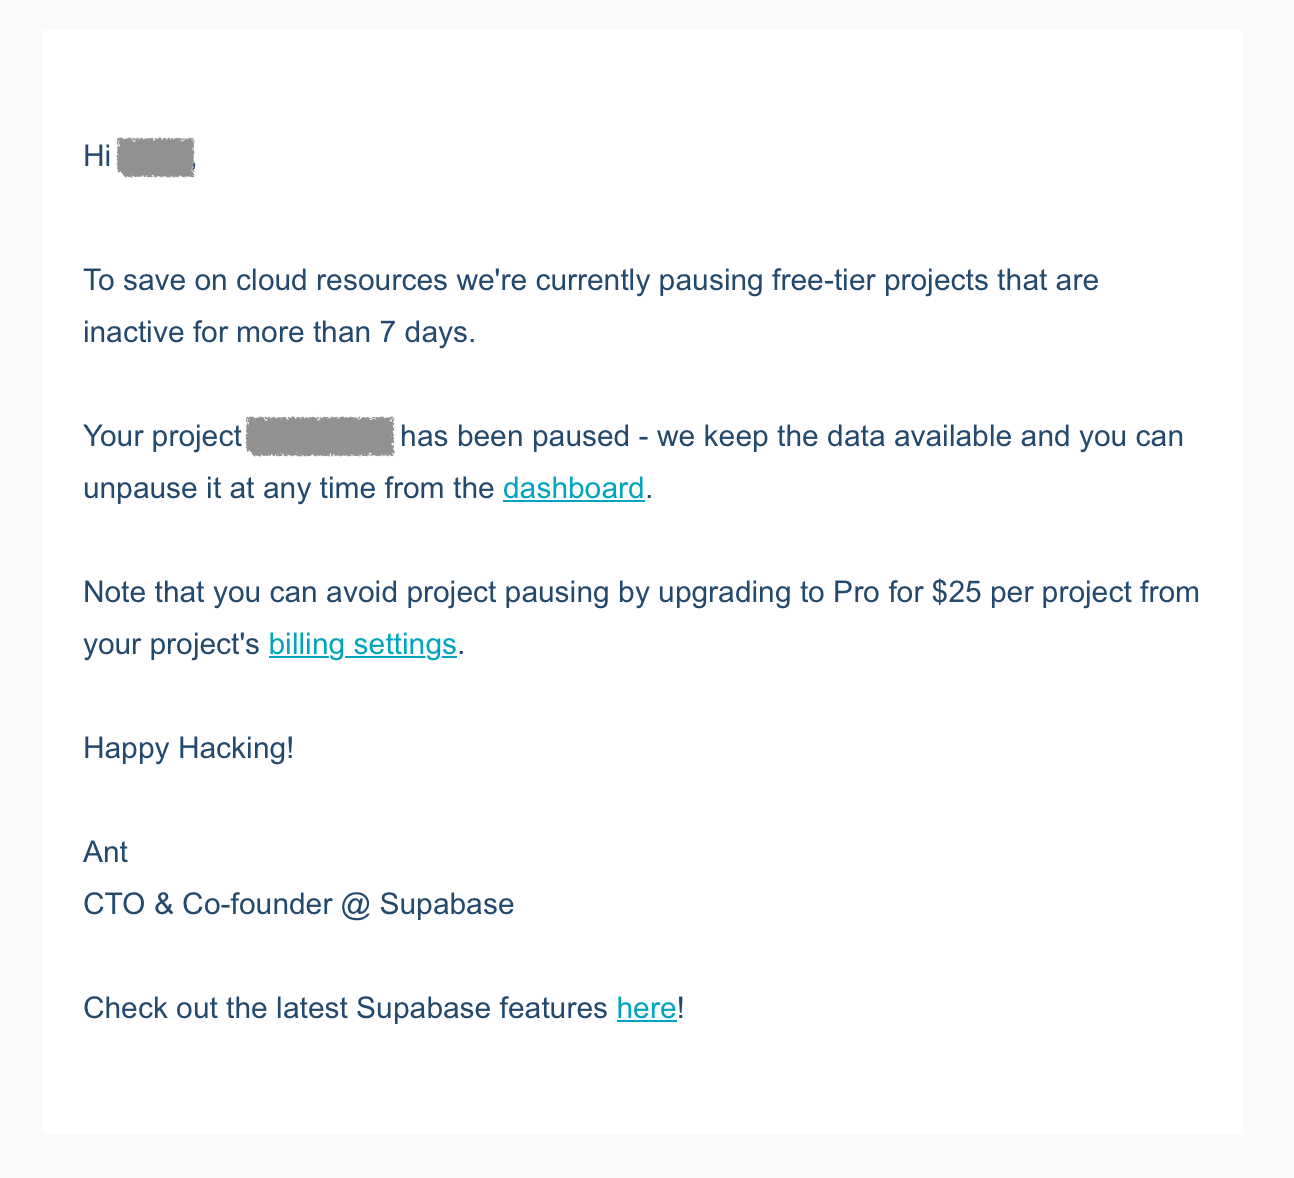 Hi ,
To save on cloud resources we're currently pausing free-tier projects that are
inactive for more than 7 days.
Your project has been paused - we keep the data available and you can
unpause it at any time from the dashboard.
Note that you can avoid project pausing by upgrading to Pro for $25 per project from
your project's billing settings.
Happy Hacking!
Ant
CTO & Co-founder @ Supabase
Check out the latest Supabase features here!